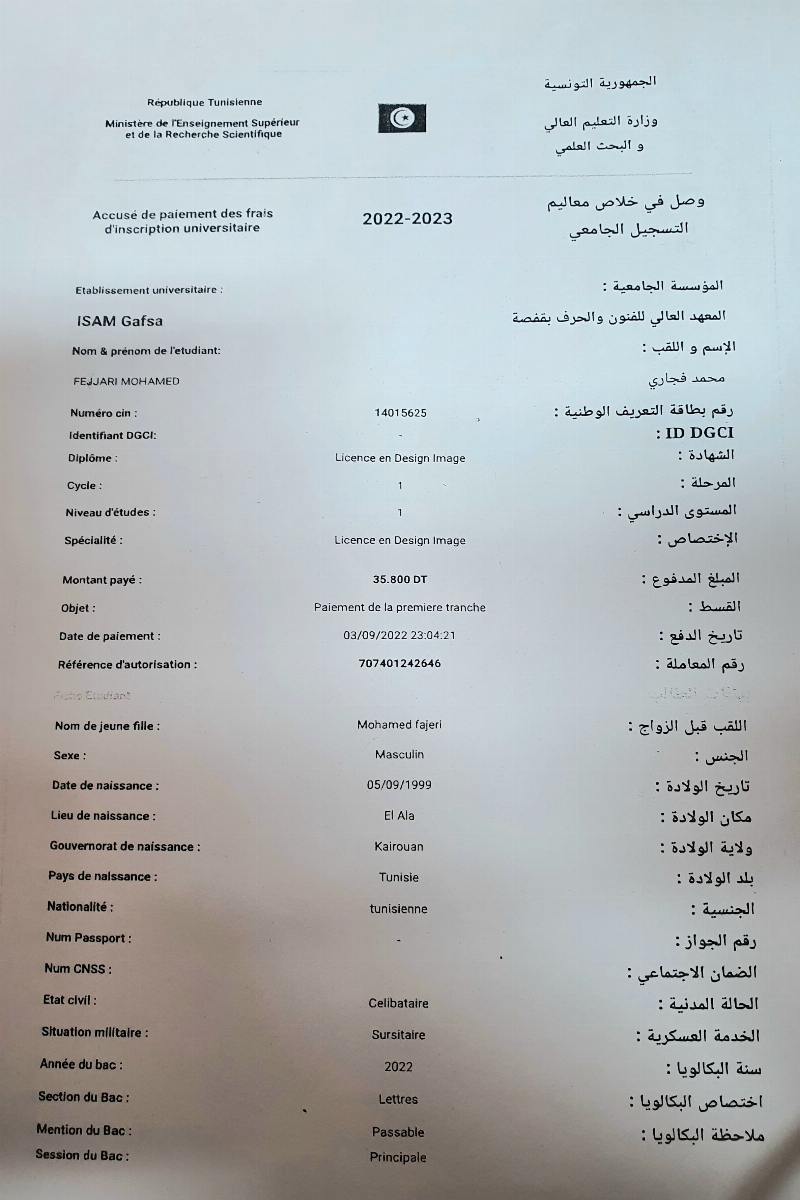 République Tunisienne
Ministère de l'Enseignement Supérieur
et de la Recherche Scientifique
الجمهورية التونسية
وزارة التعليم العالي
و البحث العلمي
Accusé de paiement des frais
d'inscription universitaire
2022-2023
وصل في خلاص معاليم
التسجيل الجامعي
Etablissement universitaire : المؤسسة الجامعية :
ISAM Gafsa المعهد العالي للفنون والحرف بقفصة
Nom & prénom de l'etudiant: الإسم و اللقب :
FEJJARI MOHAMED محمد فجاري
Numéro cin : 14015625 رقم بطاقة التعريف الوطنية :
Identifiant DGCI: - ID DGCI :
Diplôme : Licence en Design Image الشهادة :
Cycle : 1 المرحلة :
Niveau d'études : 1 المستوى الدراسي :
Spécialité : Licence en Design Image الإختصاص :
Montant payé : 35.800 DT المبلغ المدفوع :
Objet : Paiement de la premiere tranche القسط :
Date de paiement : 03/09/2022 23:04:21 تاريخ الدفع :
Référence d'autorisation : 707401242646 رقم المعاملة :
Fiche Etudiant
Nom de jeune fille : Mohamed fajeri اللقب قبل الزواج :
Sexe : Masculin الجنس :
Date de naissance : 05/09/1999 تاريخ الولادة :
Lieu de naissance : El Ala مكان الولادة :
Gouvernorat de naissance : Kairouan ولاية الولادة :
Pays de naissance : Tunisie بلد الولادة :
Nationalité : tunisienne الجنسية :
Num Passport : - رقم الجواز :
Num CNSS : الضمان الاجتماعي :
Etat civil : Celibataire الحالة المدنية :
Situation militaire : Sursitaire الخدمة العسكرية :
Année du bac : 2022 سنة البكالويا :
Section du Bac : Lettres اختصاص البكالويا :
Mention du Bac : Passable ملاحظة البكالويا :
Session du Bac : Principale